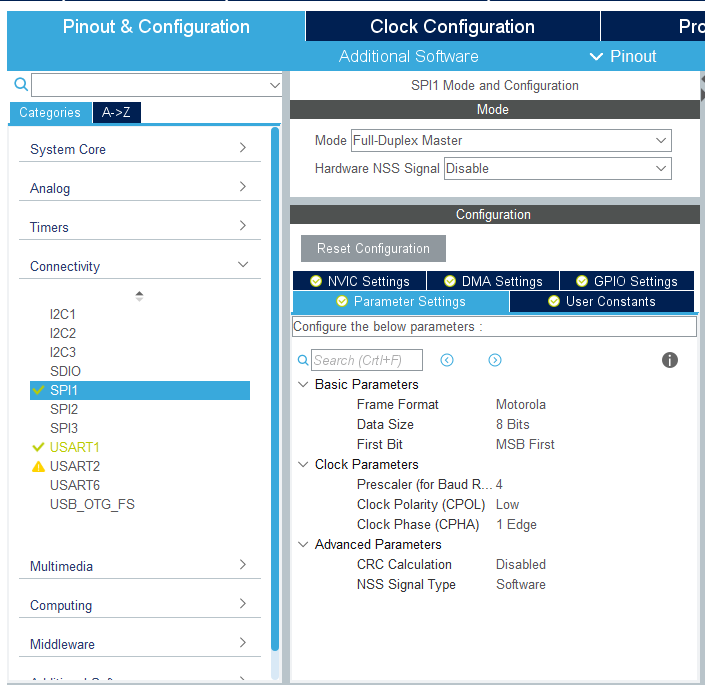 Pinout & Configuration
Clock Configuration
Pro
Additional Software
Pinout
Categories
A->Z
System Core
Analog
Timers
Connectivity
I2C1
I2C2
I2C3
SDIO
SPI1
SPI2
SPI3
USART1
USART2
USART6
USB_OTG_FS
Multimedia
Computing
Middleware
SPI1 Mode and Configuration
Mode
Mode Full-Duplex Master
Hardware NSS Signal Disable
Configuration
Reset Configuration
NVIC Settings
DMA Settings
GPIO Settings
Parameter Settings
User Constants
Configure the below parameters :
Search (Crtl+F)
Basic Parameters
Frame Format Motorola
Data Size 8 Bits
First Bit MSB First
Clock Parameters
Prescaler (for Baud R... 4
Clock Polarity (CPOL) Low
Clock Phase (CPHA) 1 Edge
Advanced Parameters
CRC Calculation Disabled
NSS Signal Type Software